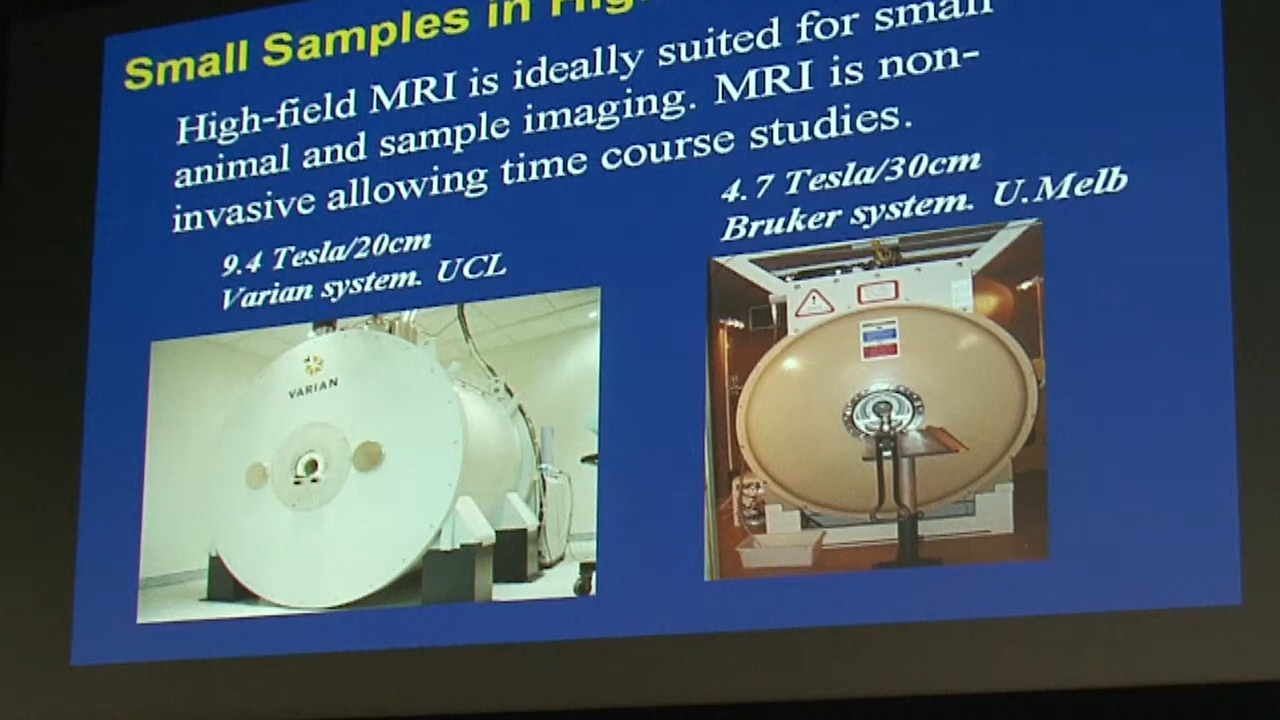 Small Samples in High
High-field MRI is ideally suited for small
animal and sample imaging. MRI is non-
invasive allowing time course studies.
9.4 Tesla/20cm
Varian system. UCL
4.7 Tesla/30cm
Bruker system. U.Melb
VARIAN